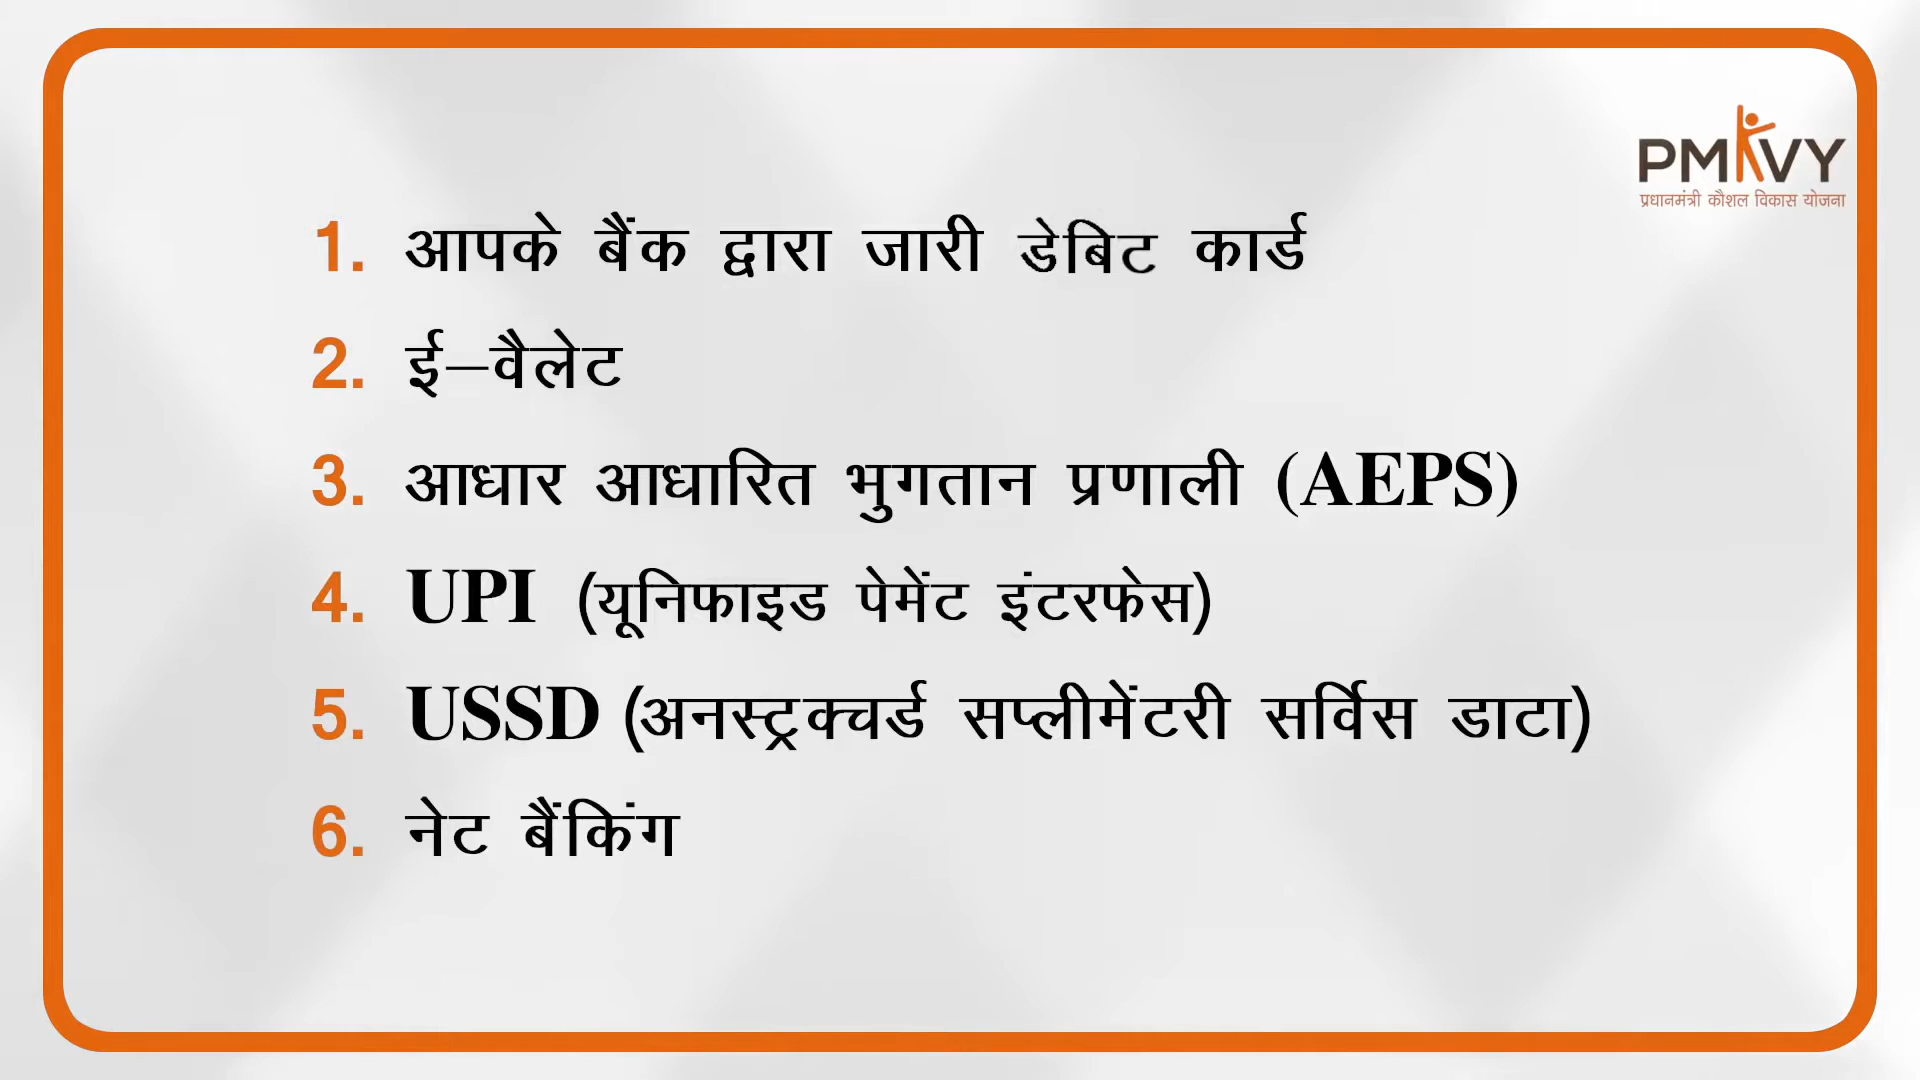 PMKVY
प्रधानमंत्री कौशल विकास योजना
1. आपके बैंक द्वारा जारी डेबिट कार्ड
2. ई–वैलेट
3. आधार आधारित भुगतान प्रणाली (AEPS)
4. UPI (यूनिफाइड पेमेंट इंटरफेस)
5. USSD (अनस्ट्रक्चर्ड सप्लीमेंटरी सर्विस डाटा)
6. नेट बैंकिंग